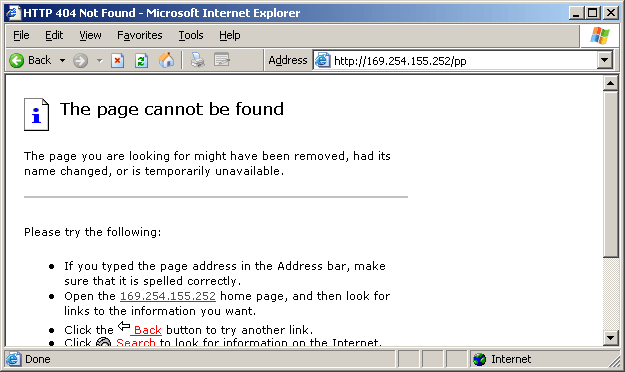 HTTP 404 Not Found - Microsoft Internet Explorer
File Edit View Favorites Tools Help
Back Address http://169.254.155.252/pp
The page cannot be found
The page you are looking for might have been removed, had its
name changed, or is temporarily unavailable.
Please try the following:
If you typed the page address in the Address bar, make
sure that it is spelled correctly.
Open the 169.254.155.252 home page, and then look for
links to the information you want.
Click the Back button to try another link.
Click Search to look for information on the Internet.
Done Internet